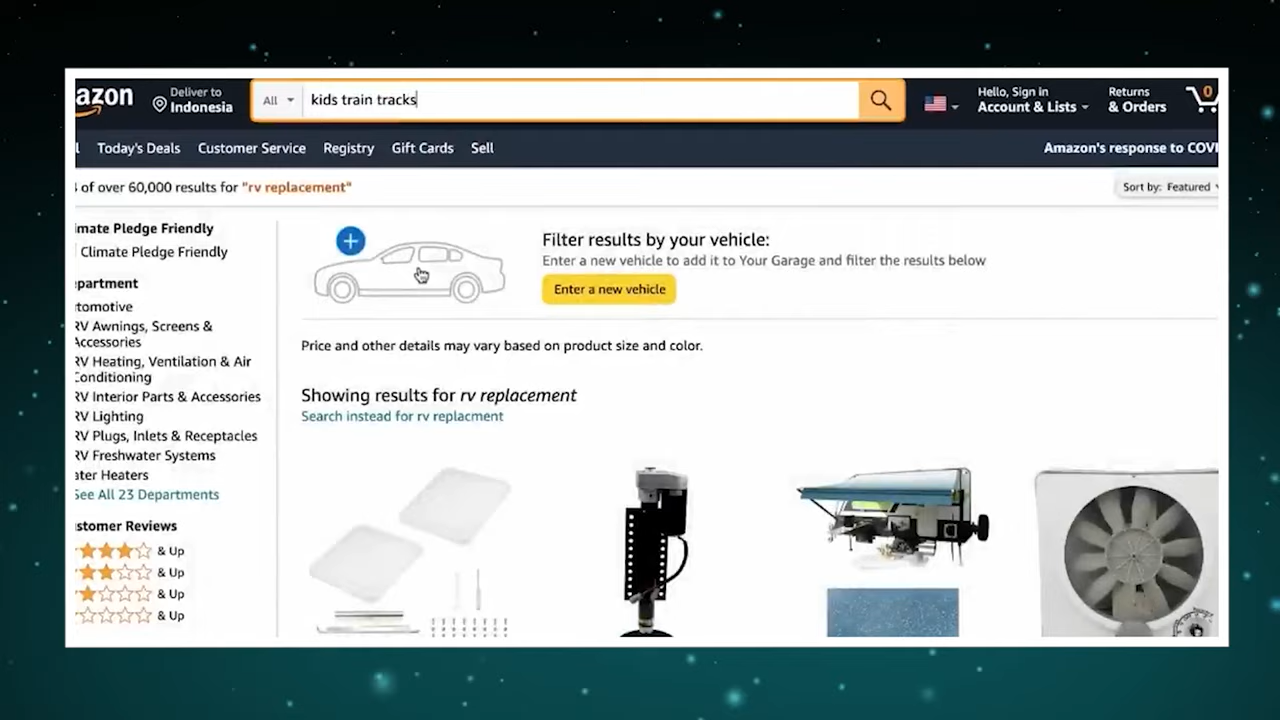 azon
Deliver to
Indonesia
All
kids train tracks
Hello, Sign in
Account & Lists
Returns
& Orders
0
Today's Deals
Customer Service
Registry
Gift Cards
Sell
Amazon's response to COVI
of over 60,000 results for "rv replacement"
Sort by: Featured
imate Pledge Friendly
Climate Pledge Friendly
epartment
tomotive
RV Awnings, Screens &
Accessories
RV Heating, Ventilation & Air
Conditioning
RV Interior Parts & Accessories
RV Lighting
RV Plugs, Inlets & Receptacles
RV Freshwater Systems
ater Heaters
See All 23 Departments
stomer Reviews
& Up
& Up
& Up
& Up
Filter results by your vehicle:
Enter a new vehicle to add it to Your Garage and filter the results below
Enter a new vehicle
Price and other details may vary based on product size and color.
Showing results for rv replacement
Search instead for rv replacment